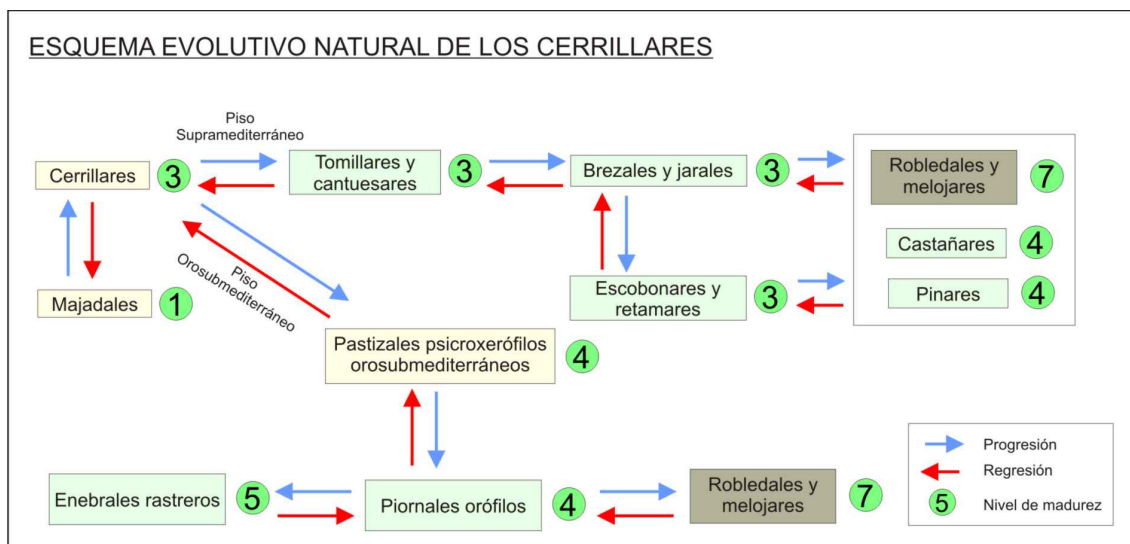 ESQUEMA EVOLUTIVO NATURAL DE LOS CERRILLARES
Piso
Supramediterráneo
Cerrillares
3
Tomillares y
cantuesares
3
Brezales y jarales
3
Robledales y
melojares
7
Castañares
4
Majadales
1
Piso
Orosubmediterráneo
Escobonares y
retamares
3
Pinares
4
Pastizales psicroxerófilos
orosubmediterráneos
4
Enebrales rastreros
5
Piornales orófilos
4
Robledales y
melojares
7
Progresión
Regresión
5
Nivel de madurez